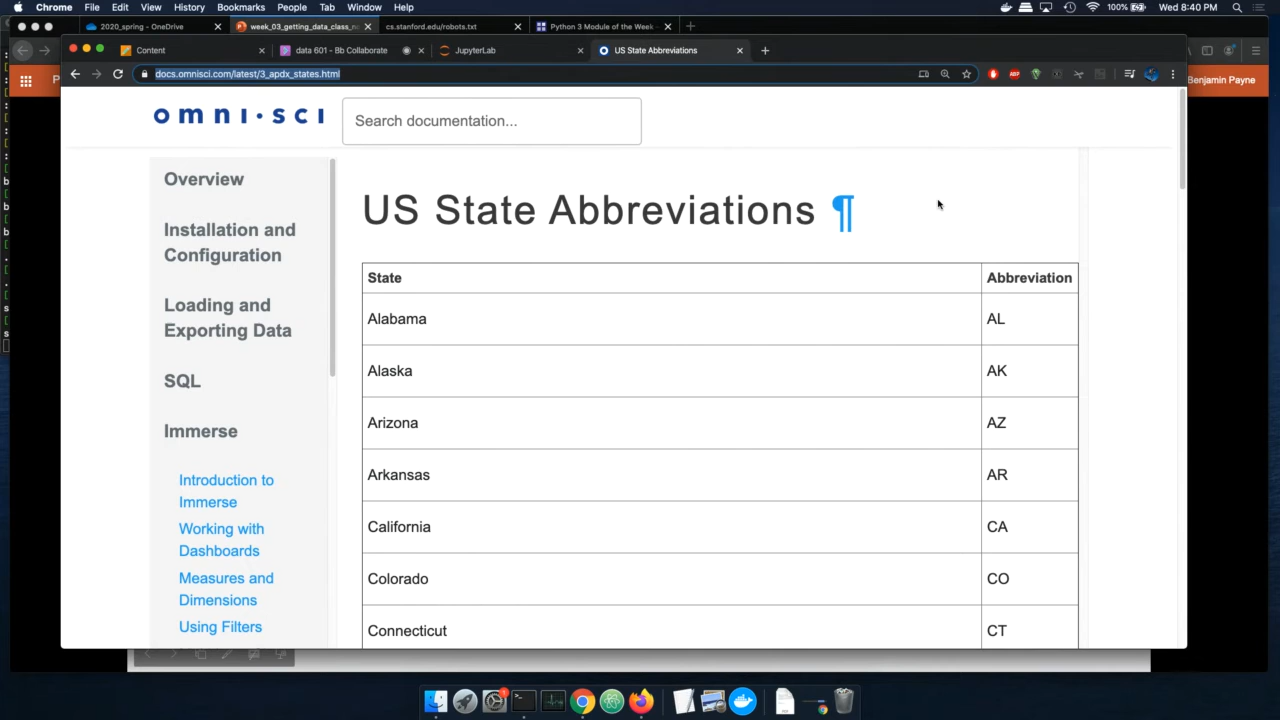 Chrome File Edit View History Bookmarks People Tab Window Help 100% Wed 8:40 PM
2020_spring - OneDrive week_03_getting_data_class_no cs.stanford.edu/robots.txt Python 3 Module of the Week -
Content data 601 - Bb Collaborate JupyterLab US State Abbreviations
docs.omnisci.com/latest/3_apdx_states.html
P
Benjamin Payne
omni·sci
Search documentation...
Overview
Installation and
Configuration
Loading and
Exporting Data
SQL
Immerse
Introduction to
Immerse
Working with
Dashboards
Measures and
Dimensions
Using Filters
US State Abbreviations ¶
State Abbreviation
Alabama AL
Alaska AK
Arizona AZ
Arkansas AR
California CA
Colorado CO
Connecticut CT